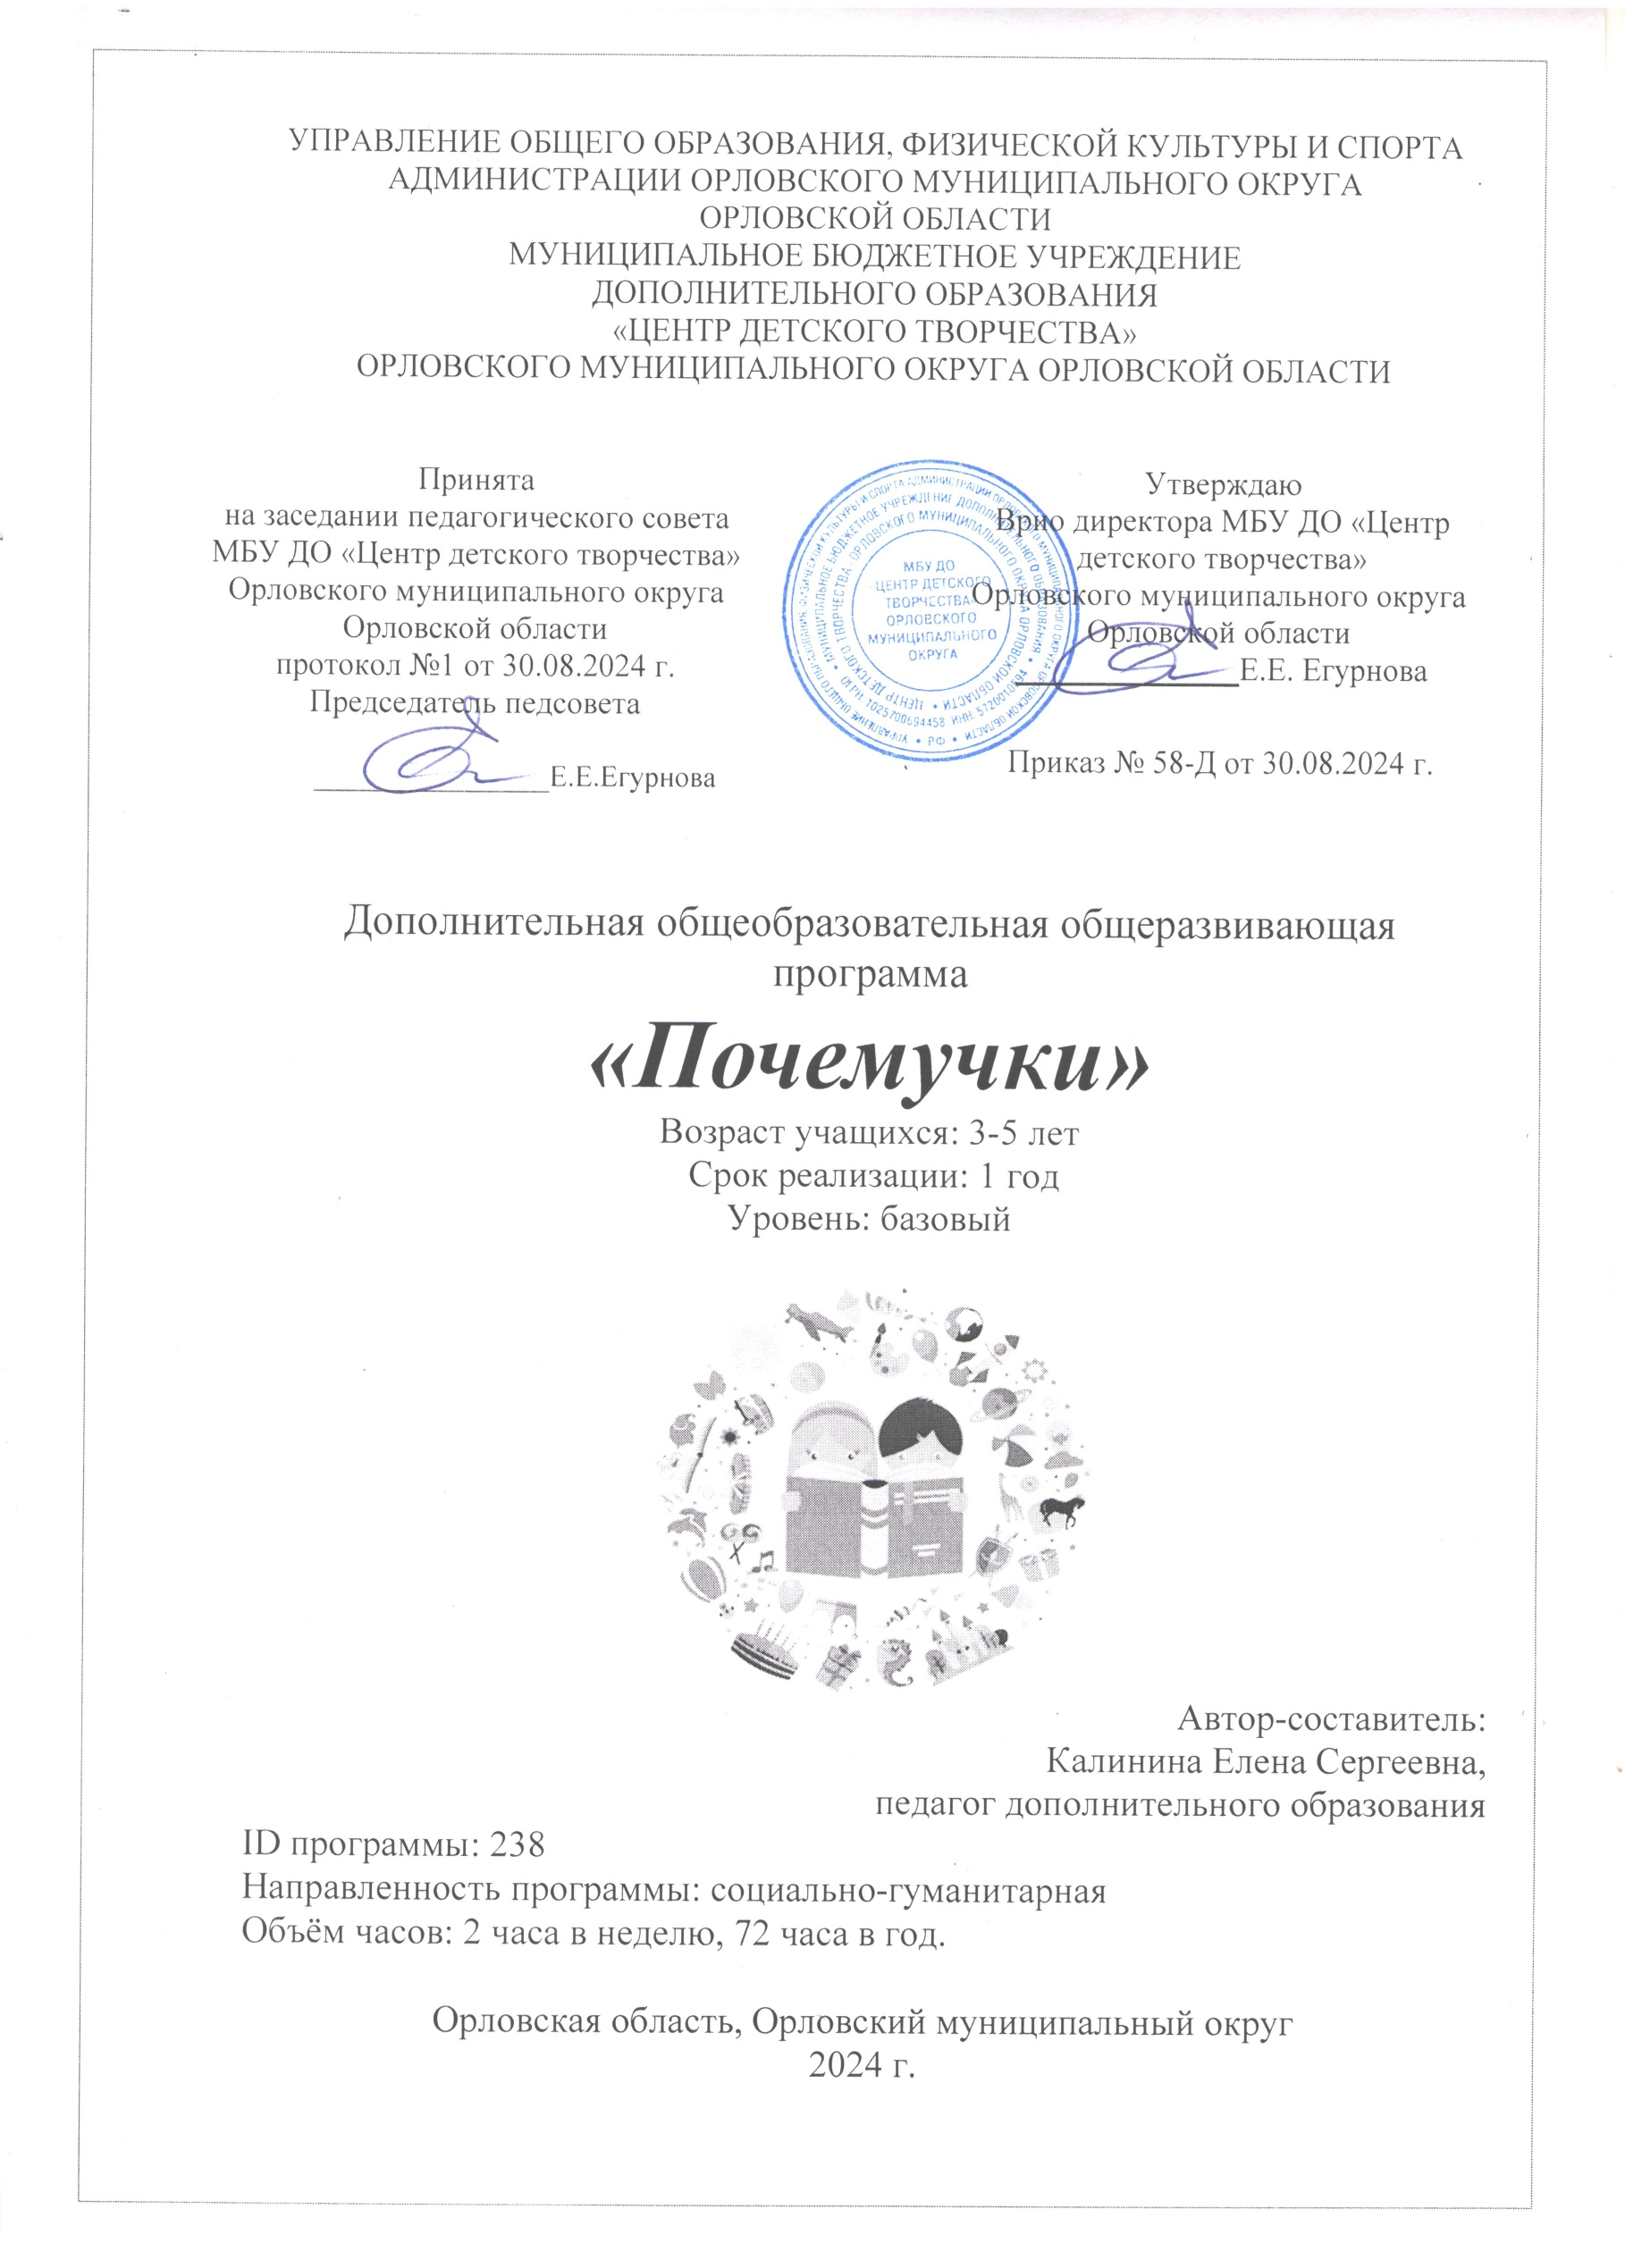 УПРАВЛЕНИЕ ОБЩЕГО ОБРАЗОВАНИЯ, ФИЗИЧЕСКОЙ КУЛЬТУРЫ И СПОРТА
АДМИНИСТРАЦИИ ОРЛОВСКОГО МУНИЦИПАЛЬНОГО ОКРУГА
ОРЛОВСКОЙ ОБЛАСТИ
МУНИЦИПАЛЬНОЕ БЮДЖЕТНОЕ УЧРЕЖДЕНИЕ
ДОПОЛНИТЕЛЬНОГО ОБРАЗОВАНИЯ
«ЦЕНТР ДЕТСКОГО ТВОРЧЕСТВА»
ОРЛОВСКОГО МУНИЦИПАЛЬНОГО ОКРУГА ОРЛОВСКОЙ ОБЛАСТИ
Принята
на заседании педагогического совета
МБУ ДО «Центр детского творчества»
Орловского муниципального округа
Орловской области
протокол №1 от 30.08.2024 г.
Председатель педсовета
Е.Е.Егурнова
МБУ ДО
ЦЕНТР ДЕТСКОГО
ТВОРЧЕСТВА
ОРЛОВСКОГО
МУНИЦИПАЛЬНОГО
ОКРУГА
Утверждаю
Врио директора МБУ ДО «Центр
детского творчества»
Орловского муниципального округа
Орловской области
Е.Е. Егурнова
Приказ № 58-Д от 30.08.2024 г.
Дополнительная общеобразовательная общеразвивающая
программа
«Почемучки»
Возраст учащихся: 3-5 лет
Срок реализации: 1 год
Уровень: базовый
Автор-составитель:
Калинина Елена Сергеевна,
педагог дополнительного образования
ID программы: 238
Направленность программы: социально-гуманитарная
Объём часов: 2 часа в неделю, 72 часа в год.
Орловская область, Орловский муниципальный округ
2024 г.